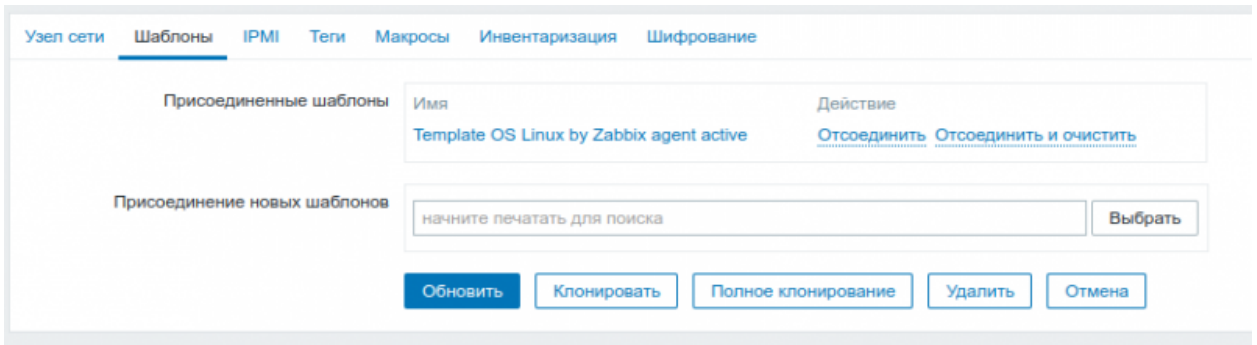 Узел сети Шаблоны IPMI Теги Макросы Инвентаризация Шифрование
Присоединенные шаблоны Имя Действие
Template OS Linux by Zabbix agent active Отсоединить Отсоединить и очистить
Присоединение новых шаблонов
начните печатать для поиска Выбрать
Обновить Клонировать Полное клонирование Удалить Отмена